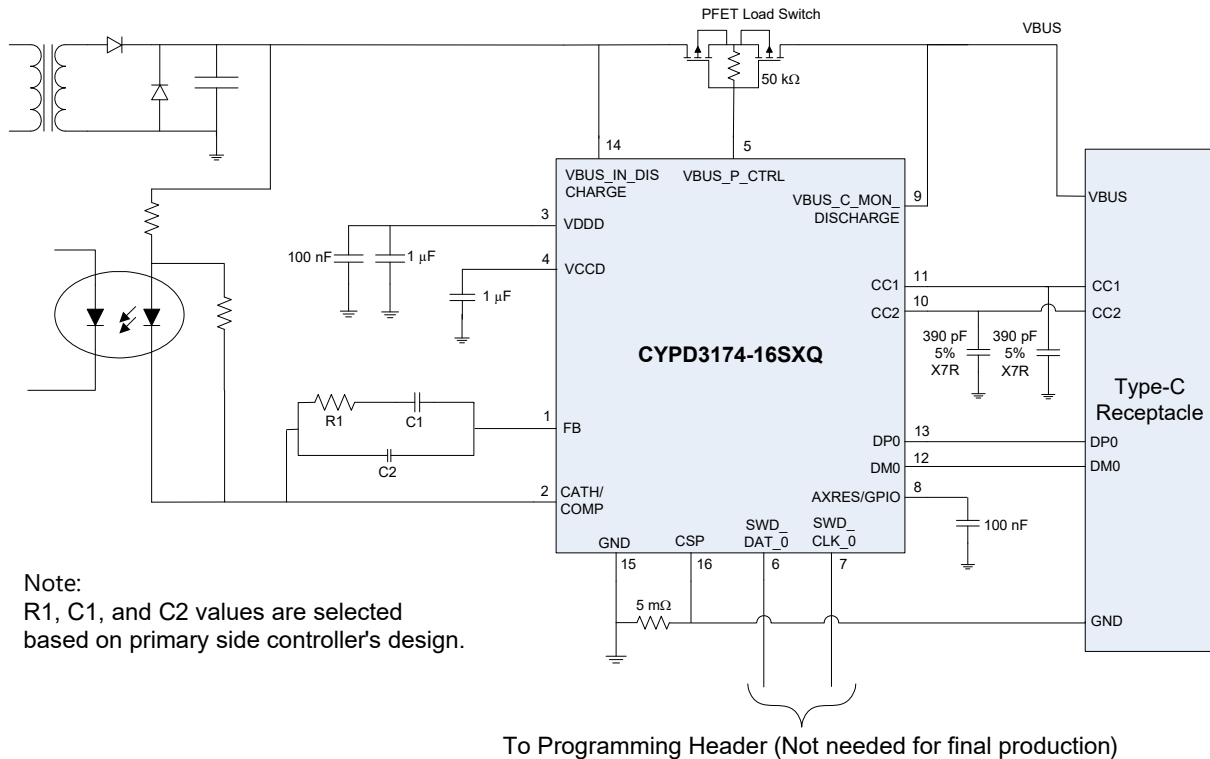 PFET Load Switch
VBUS
50 kΩ
14
5
VBUS_IN_DIS
CHARGE
VBUS_P_CTRL
VBUS_C_MON_
DISCHARGE
9
VBUS
3
VDDD
100 nF
1 µF
4
VCCD
1 µF
CC1
11
CC1
CC2
10
CC2
390 pF
5%
X7R
390 pF
5%
X7R
CYPD3174-16SXQ
Type-C
Receptacle
R1
C1
C2
1
FB
DP0
13
DP0
DM0
12
DM0
2
CATH/
COMP
AXRES/GPIO
8
100 nF
GND
CSP
SWD_
DAT_0
SWD_
CLK_0
15
16
6
7
5 mΩ
GND
Note:
R1, C1, and C2 values are selected
based on primary side controller's design.
To Programming Header (Not needed for final production)